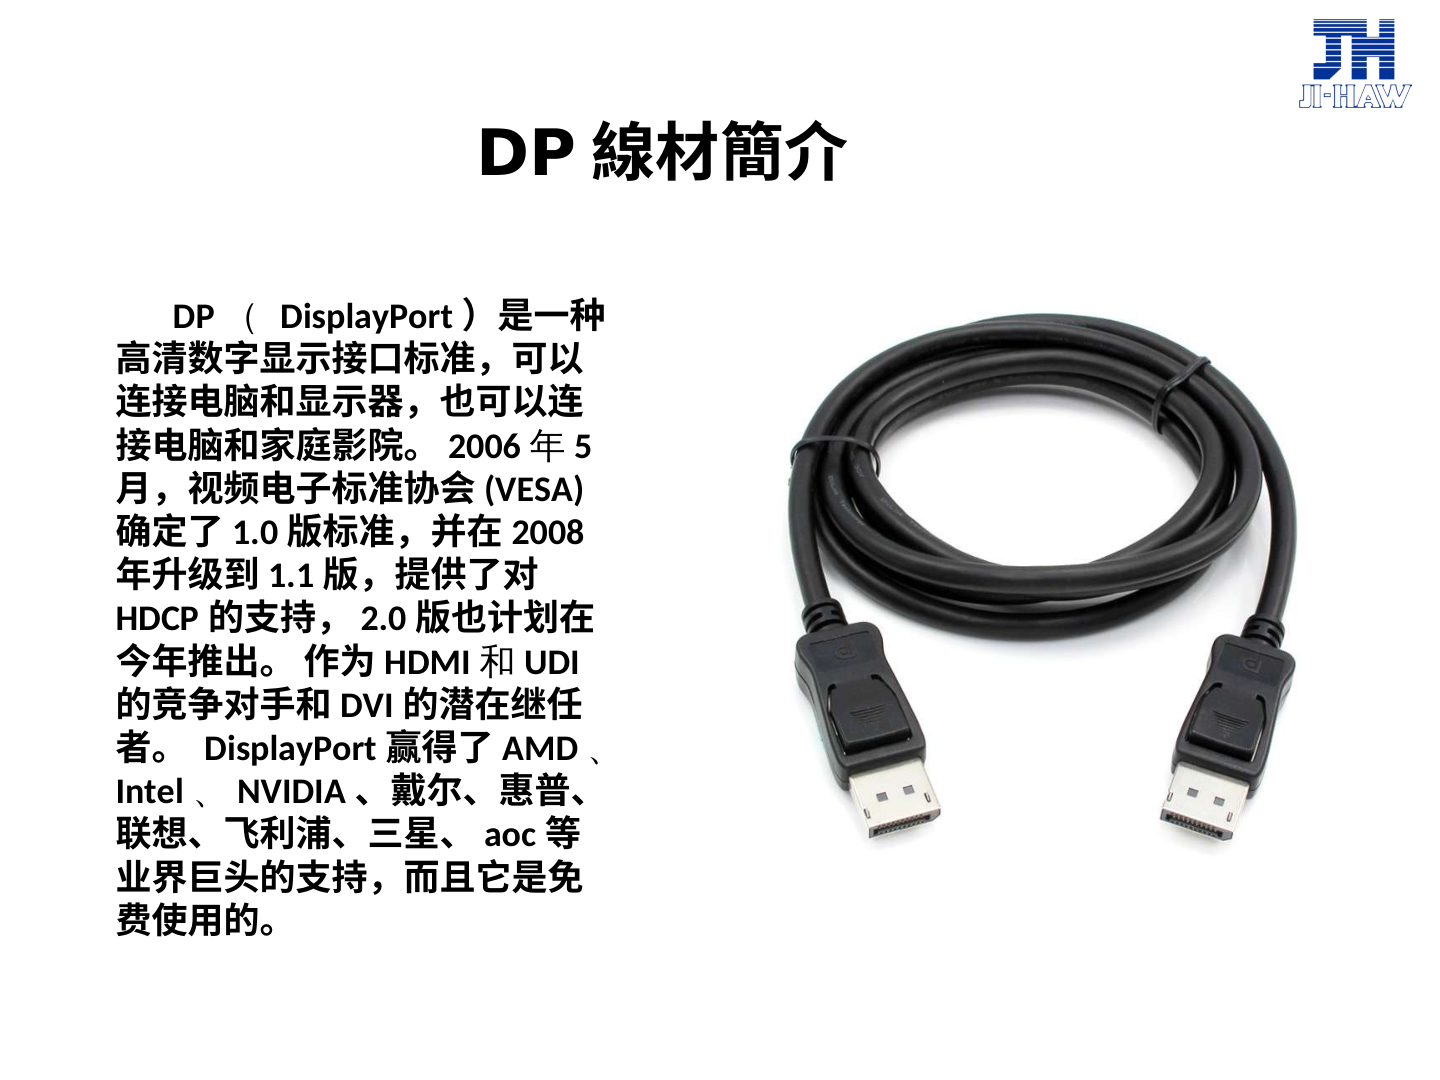 JH
JI-HAW
DP 線材簡介
DP （ DisplayPort ）是一种
高清数字显示接口标准，可以
连接电脑和显示器，也可以连
接电脑和家庭影院。 2006 年 5
月，视频电子标准协会 (VESA)
确定了 1.0 版标准，并在 2008
年升级到 1.1 版，提供了对
HDCP 的支持， 2.0 版也计划在
今年推出。 作为 HDMI 和 UDI
的竞争对手和 DVI 的潜在继任
者。 DisplayPort 赢得了 AMD 、
Intel 、 NVIDIA 、戴尔、惠普、
联想、飞利浦、三星、 aoc 等
业界巨头的支持，而且它是免
费使用的。